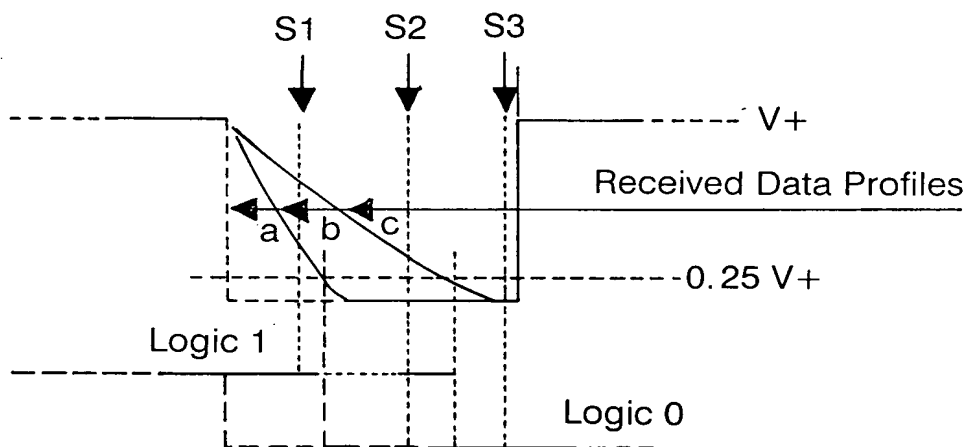 S1 S2 S3
V+
Received Data Profiles
a b c
0.25 V+
Logic 1
Logic 0